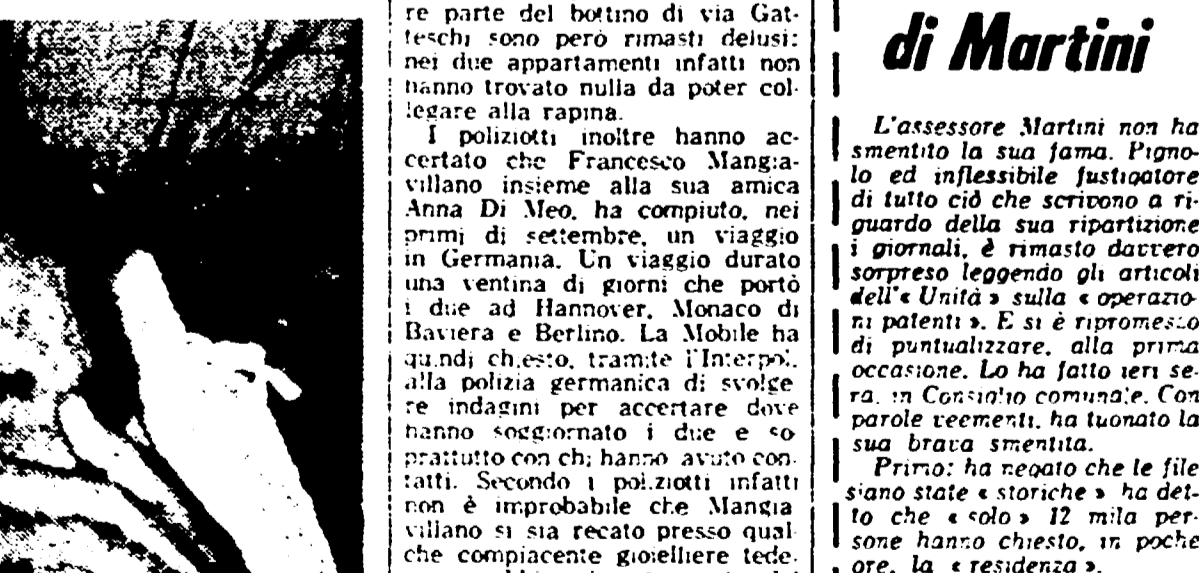 re parte del bottino di via Gat-
teschi sono però rimasti delusi:
nei due appartamenti infatti non
hanno trovato nulla da poter col-
legare alla rapina.
I poliziotti inoltre hanno ac-
certato che Francesco Mangia-
villano insieme alla sua amica
Anna Di Meo, ha compiuto, nei
primi di settembre, un viaggio
in Germania. Un viaggio durato
una ventina di giorni che portò
i due ad Hannover, Monaco di
Baviera e Berlino. La Mobile ha
quindi chiesto, tramite l'Interpol,
alla polizia germanica di svolge
re indagini per accertare dove
hanno soggiornato i due e so
prattutto con chi hanno avuto con-
tatti. Secondo i poliziotti infatti
non è improbabile che Mangia
villano si sia recato presso qual-
che compiacente gioielliere tede-
di Martini
L'assessore Martini non ha
smentito la sua fama. Pigno-
lo ed inflessibile fustigatore
di tutto ciò che scrivono a ri-
guardo della sua ripartizione
i giornali, è rimasto davvero
sorpreso leggendo gli articoli
dell'« Unità » sulla « operazio-
ni patenti ». E si è ripromesso
di puntualizzare, alla prima
occasione. Lo ha fatto ieri se-
ra, in Consiglio comunale. Con
parole veementi, ha tuonato la
sua brava smentita.
Primo: ha negato che le file
siano state « storiche » ha det-
to che « solo » 12 mila per-
sone hanno chiesto, in poche
ore, la « residenza ».